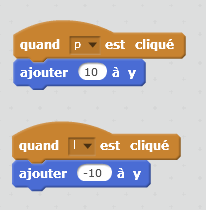 quand p est cliqué
ajouter 10 à y
quand l est cliqué
ajouter -10 à y